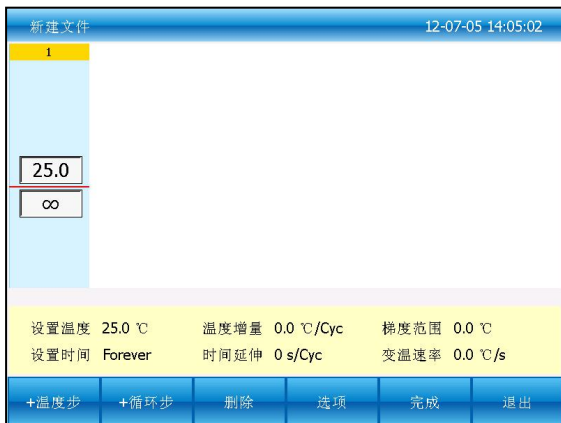 新建文件 12-07-05 14:05:02
1
25.0
∞
设置温度 25.0 ℃ 温度增量 0.0 ℃/Cyc 梯度范围 0.0 ℃
设置时间 Forever 时间延伸 0 s/Cyc 变温速率 0.0 ℃/s
+温度步 +循环步 删除 选项 完成 退出